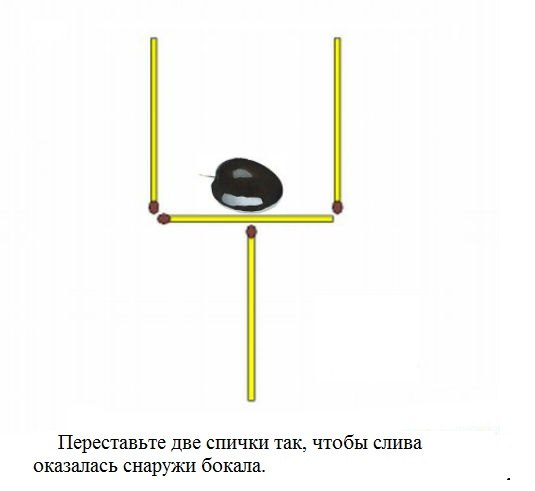 Переставьте две спички так, чтобы слива
оказалась снаружи бокала.